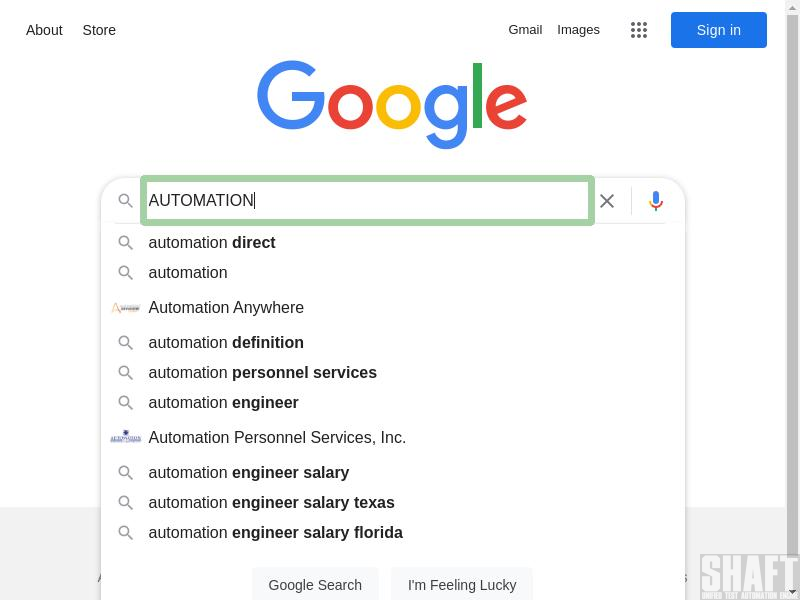 About Store Gmail Images Sign in
Google
AUTOMATION
automation direct
automation
Automation Anywhere
automation definition
automation personnel services
automation engineer
Automation Personnel Services, Inc.
automation engineer salary
automation engineer salary texas
automation engineer salary florida
Google Search I'm Feeling Lucky
SHAFT